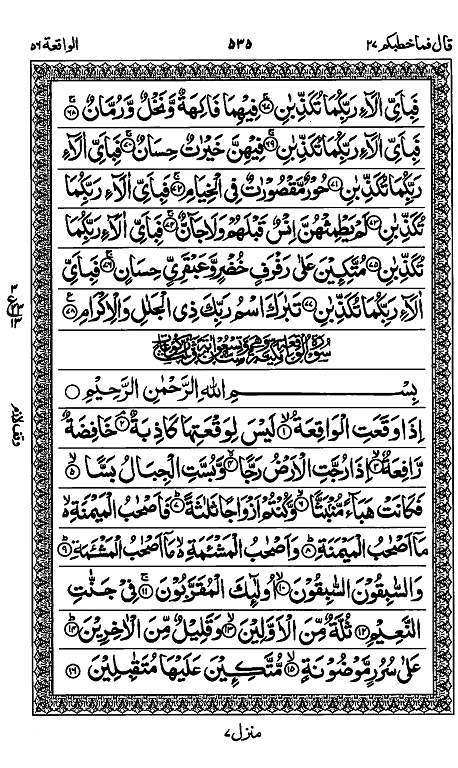 قال فما خطبكم ٢٧ ٥٣٥ الواقعة ٥٦
فَبِاَيِّ اٰلَآءِ رَبِّكُمَا تُكَذِّبٰنِ ﴿٦٧﴾ فِيْهِمَا فَاكِهَةٌ وَّنَخْلٌ وَّرُمَّانٌ ﴿٦٨﴾
فَبِاَيِّ اٰلَآءِ رَبِّكُمَا تُكَذِّبٰنِ ﴿٦٩﴾ فِيْهِنَّ خَيْرٰتٌ حِسَانٌ ﴿٧٠﴾ فَبِاَيِّ اٰلَآءِ
رَبِّكُمَا تُكَذِّبٰنِ ﴿٧١﴾ حُوْرٌ مَّقْصُوْرٰتٌ فِي الْخِيَامِ ﴿٧٢﴾ فَبِاَيِّ اٰلَآءِ رَبِّكُمَا
تُكَذِّبٰنِ ﴿٧٣﴾ لَمْ يَطْمِثْهُنَّ اِنْسٌ قَبْلَهُمْ وَلَا جَآنٌّ ﴿٧٤﴾ فَبِاَيِّ اٰلَآءِ رَبِّكُمَا
تُكَذِّبٰنِ ﴿٧٥﴾ مُتَّكِـِٕيْنَ عَلٰى رَفْرَفٍ خُضْرٍ وَّعَبْقَرِيٍّ حِسَانٍ ﴿٧٦﴾ فَبِاَيِّ
اٰلَآءِ رَبِّكُمَا تُكَذِّبٰنِ ﴿٧٧﴾ تَبٰرَكَ اسْمُ رَبِّكَ ذِي الْجَلٰلِ وَالْاِكْرَامِ ﴿٧٨﴾
بِسْمِ اللّٰهِ الرَّحْمٰنِ الرَّحِيْمِ
اِذَا وَقَعَتِ الْوَاقِعَةُ ﴿١﴾ لَيْسَ لِوَقْعَتِهَا كَاذِبَةٌ ﴿٢﴾ خَافِضَةٌ
رَّافِعَةٌ ﴿٣﴾ اِذَا رُجَّتِ الْاَرْضُ رَجًّا ﴿٤﴾ وَّبُسَّتِ الْجِبَالُ بَسًّا ﴿٥﴾
فَكَانَتْ هَبَآءً مُّنْۢبَثًّا ﴿٦﴾ وَّكُنْتُمْ اَزْوَاجًا ثَلٰثَةً ﴿٧﴾ فَاَصْحٰبُ الْمَيْمَنَةِ
مَآ اَصْحٰبُ الْمَيْمَنَةِ ﴿٨﴾ وَاَصْحٰبُ الْمَشْـَٔمَةِ مَآ اَصْحٰبُ الْمَشْـَٔمَةِ ﴿٩﴾
وَالسّٰبِقُوْنَ السّٰبِقُوْنَ ﴿١٠﴾ اُولٰٓئِكَ الْمُقَرَّبُوْنَ ﴿١١﴾ فِيْ جَنّٰتِ
النَّعِيْمِ ﴿١٢﴾ ثُلَّةٌ مِّنَ الْاَوَّلِيْنَ ﴿١٣﴾ وَقَلِيْلٌ مِّنَ الْاٰخِرِيْنَ ﴿١٤﴾
عَلٰى سُرُرٍ مَّوْضُوْنَةٍ ﴿١٥﴾ مُّتَّكِـِٕيْنَ عَلَيْهَا مُتَقٰبِلِيْنَ ﴿١٦﴾
منزل ٧